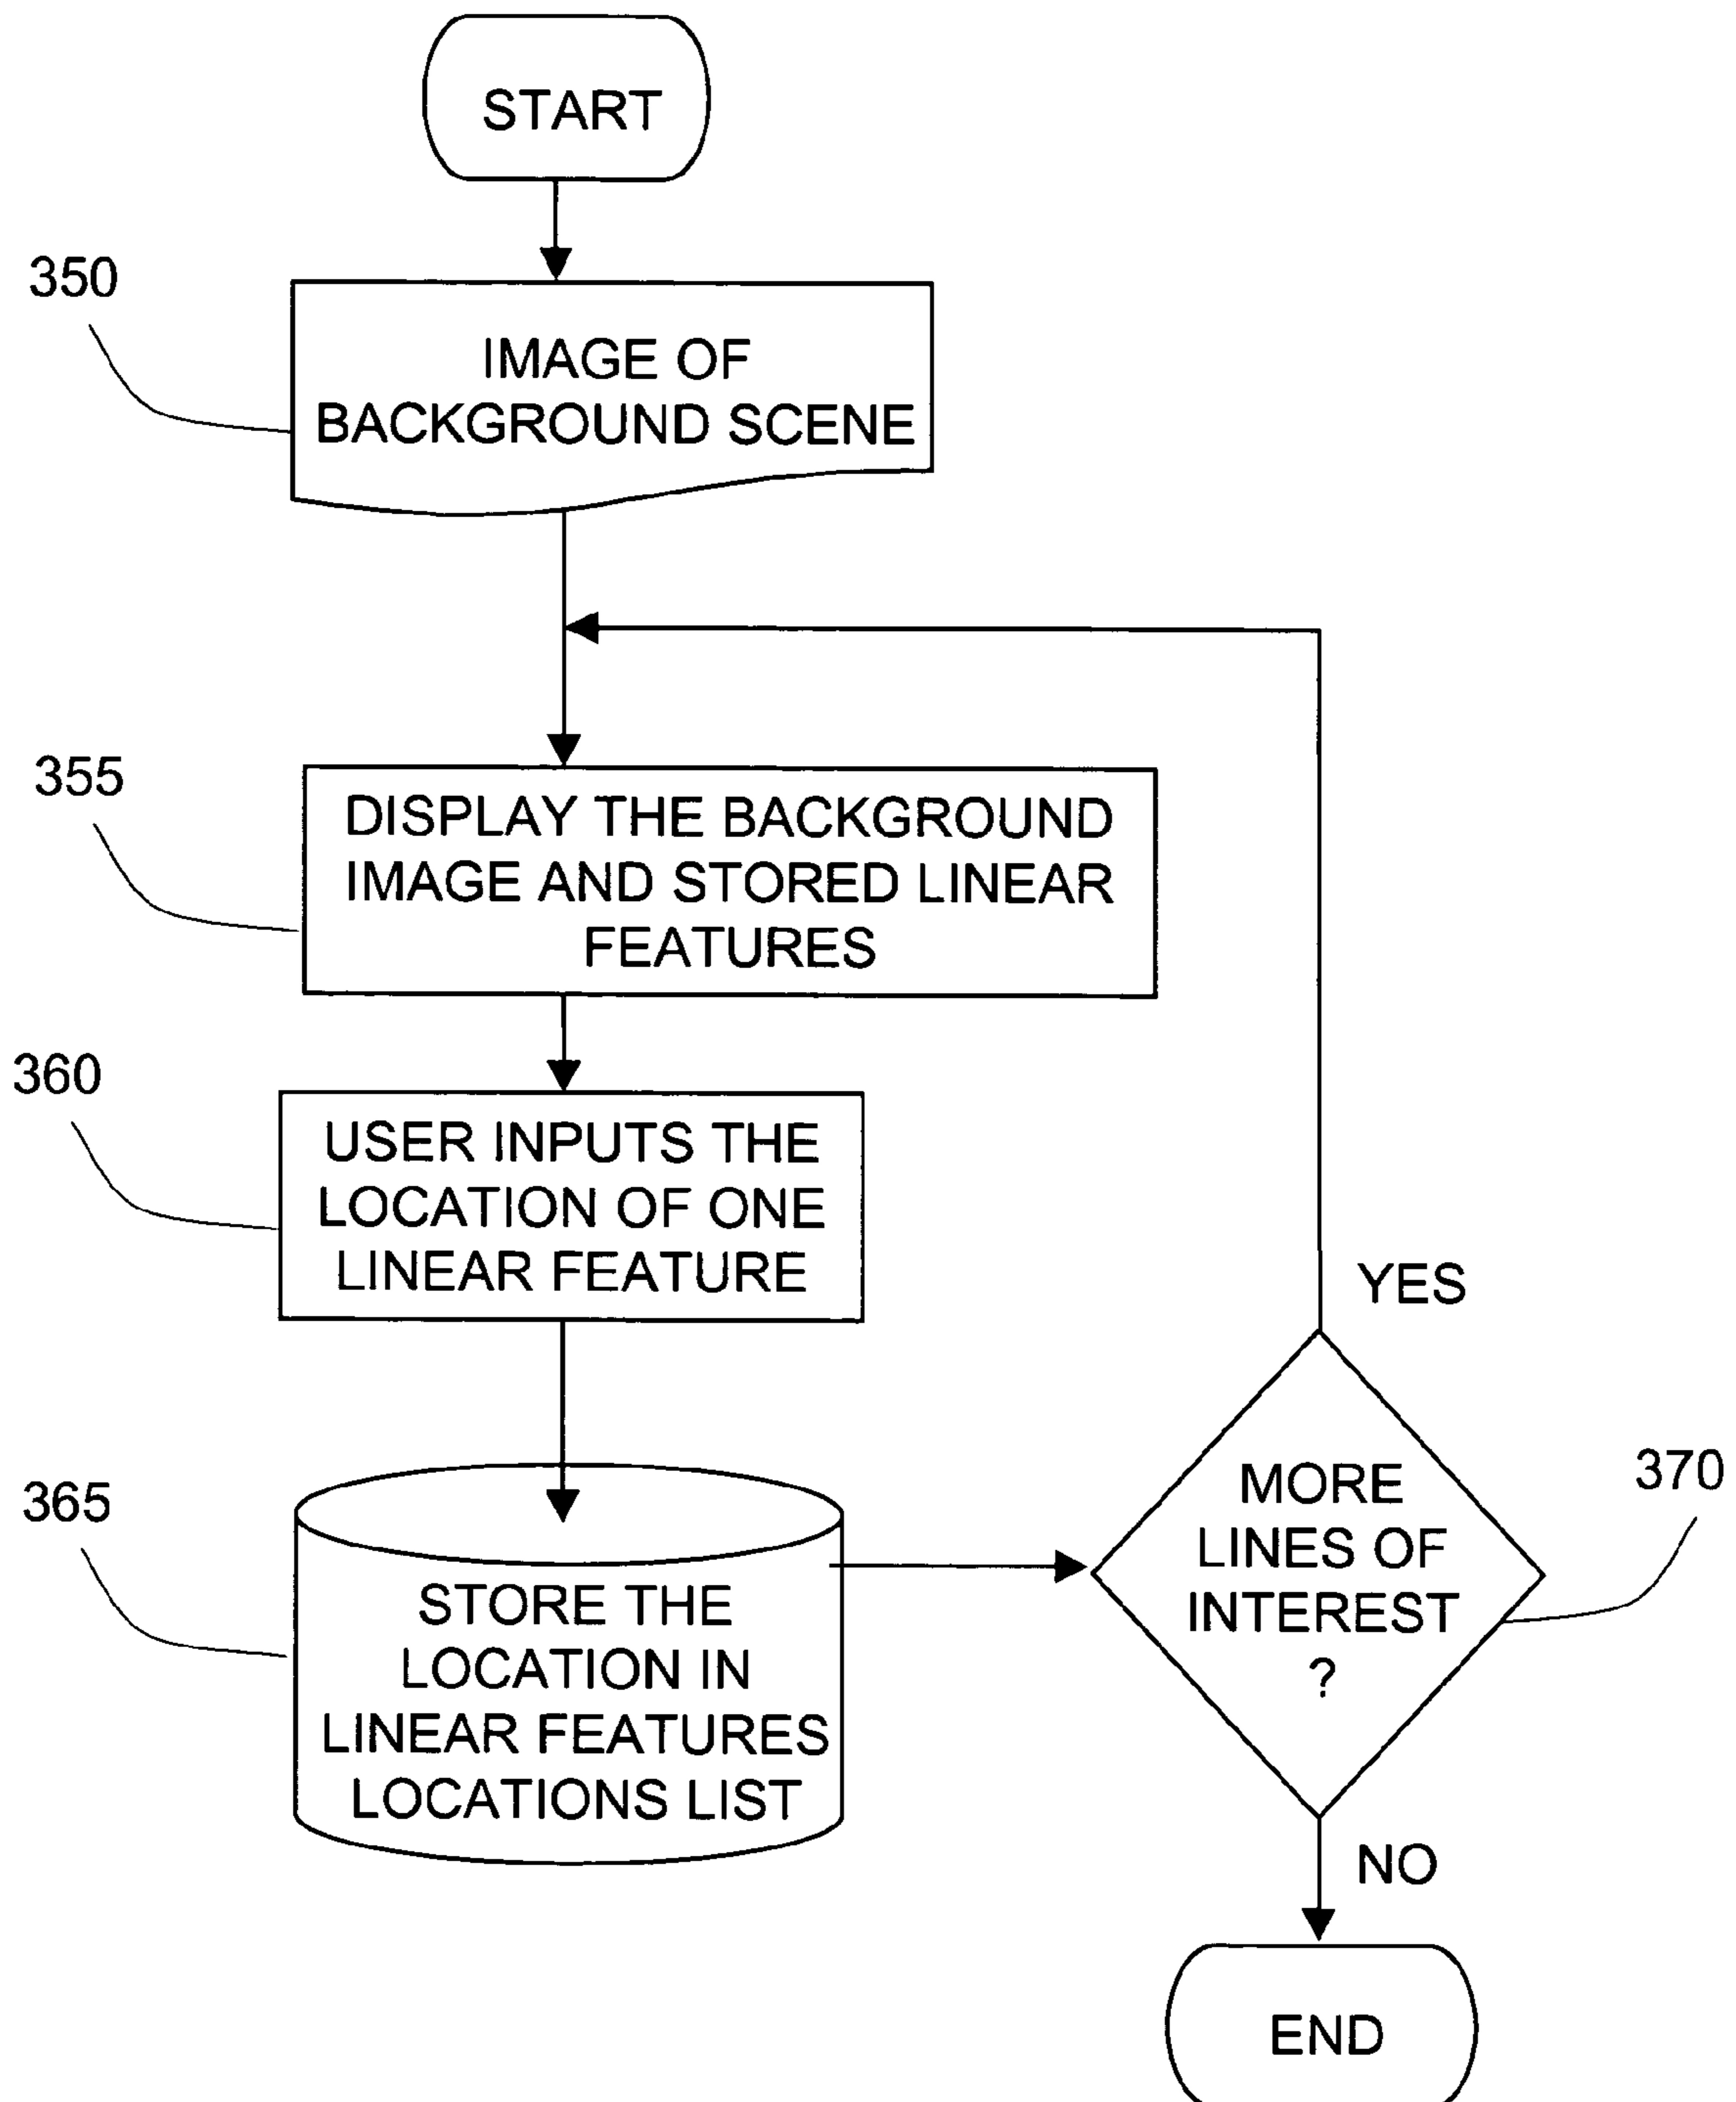 START
350
IMAGE OF
BACKGROUND SCENE
355
DISPLAY THE BACKGROUND
IMAGE AND STORED LINEAR
FEATURES
360
USER INPUTS THE
LOCATION OF ONE
LINEAR FEATURE
YES
365
STORE THE
LOCATION IN
LINEAR FEATURES
LOCATIONS LIST
370
MORE
LINES OF
INTEREST
?
NO
END